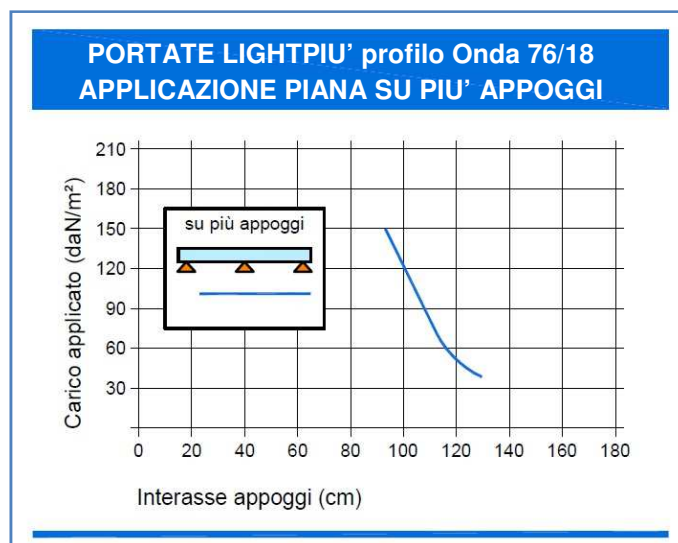 PORTATE LIGHTPIU’ profilo Onda 76/18
APPLICAZIONE PIANA SU PIU’ APPOGGI
Carico applicato (daN/m²)
210
180
150
120
90
60
30
su più appoggi
0 20 40 60 80 100 120 140 160 180
Interasse appoggi (cm)